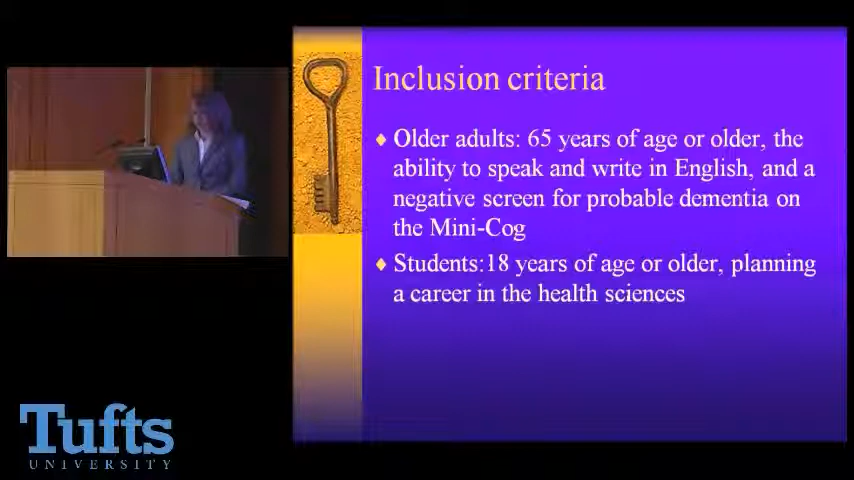 Inclusion criteria
Older adults: 65 years of age or older, the
ability to speak and write in English, and a
negative screen for probable dementia on
the Mini-Cog
Students:18 years of age or older, planning
a career in the health sciences
Tufts
UNIVERSITY